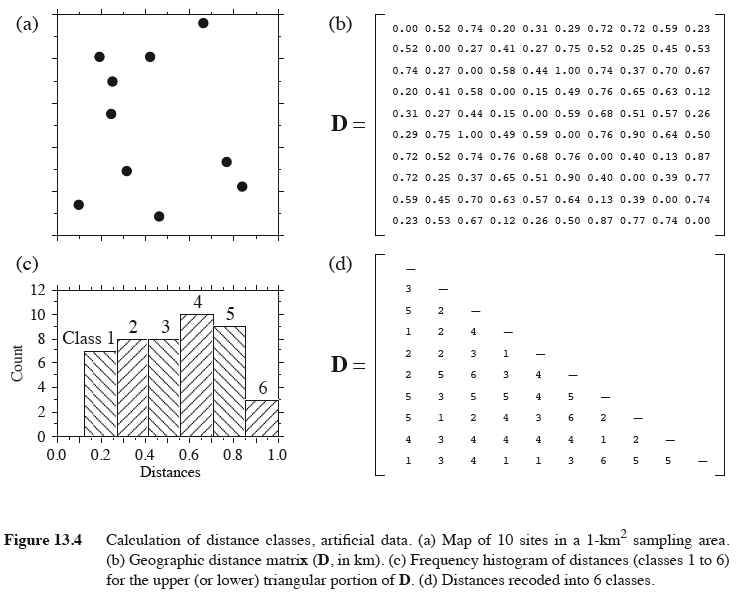 (a)
(b)
D =
0.00 0.52 0.74 0.20 0.31 0.29 0.72 0.72 0.59 0.23
0.52 0.00 0.27 0.41 0.27 0.75 0.52 0.25 0.45 0.53
0.74 0.27 0.00 0.58 0.44 1.00 0.74 0.37 0.70 0.67
0.20 0.41 0.58 0.00 0.15 0.49 0.76 0.65 0.63 0.12
0.31 0.27 0.44 0.15 0.00 0.59 0.68 0.51 0.57 0.26
0.29 0.75 1.00 0.49 0.59 0.00 0.76 0.90 0.64 0.50
0.72 0.52 0.74 0.76 0.68 0.76 0.00 0.40 0.13 0.87
0.72 0.25 0.37 0.65 0.51 0.90 0.40 0.00 0.39 0.77
0.59 0.45 0.70 0.63 0.57 0.64 0.13 0.39 0.00 0.74
0.23 0.53 0.67 0.12 0.26 0.50 0.87 0.77 0.74 0.00
(c)
Count
12
10
8
6
4
2
0
Class 1
2
3
4
5
6
0.0 0.2 0.4 0.6 0.8 1.0
Distances
(d)
D =
—
3 —
5 2 —
1 2 4 —
2 2 3 1 —
2 5 6 3 4 —
5 3 5 5 4 5 —
5 1 2 4 3 6 2 —
4 3 4 4 4 4 1 2 —
1 3 4 1 1 3 6 5 5 —
Figure 13.4 Calculation of distance classes, artificial data. (a) Map of 10 sites in a 1-km² sampling area.
(b) Geographic distance matrix (D, in km). (c) Frequency histogram of distances (classes 1 to 6)
for the upper (or lower) triangular portion of D. (d) Distances recoded into 6 classes.